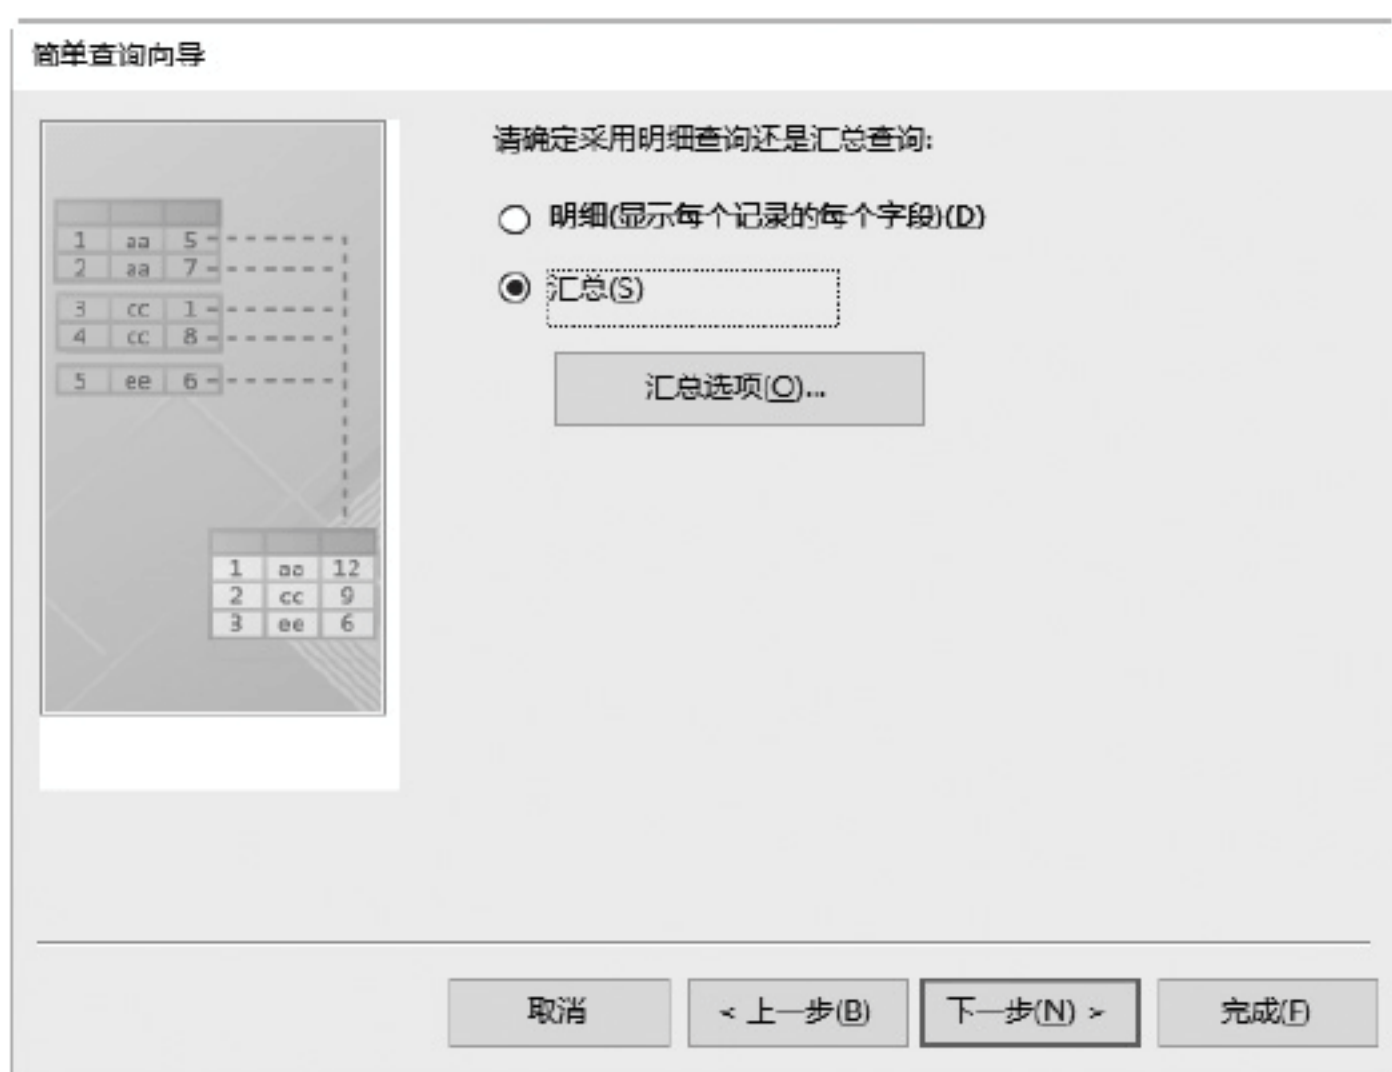 简单查询向导
请确定采用明细查询还是汇总查询:
明细(显示每个记录的每个字段)(D)
汇总(S)
汇总选项(O)...
1 aa 5
2 aa 7
3 cc 1
4 cc 8
5 ee 6
1 aa 12
2 cc 9
3 ee 6
取消
< 上一步(B)
下一步(N) >
完成(F)